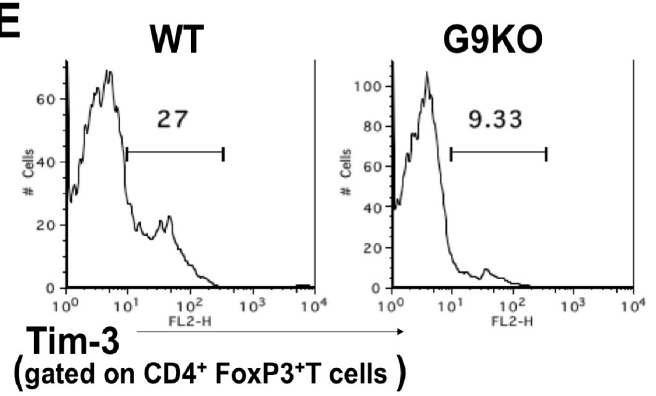 E
WT
G9KO
# Cells
60
40
20
0
27
10⁰ 10¹ 10² 10³ 10⁴
FL2-H
# Cells
100
80
60
40
20
0
9.33
10⁰ 10¹ 10² 10³ 10⁴
FL2-H
Tim-3
(gated on CD4⁺ FoxP3⁺T cells )